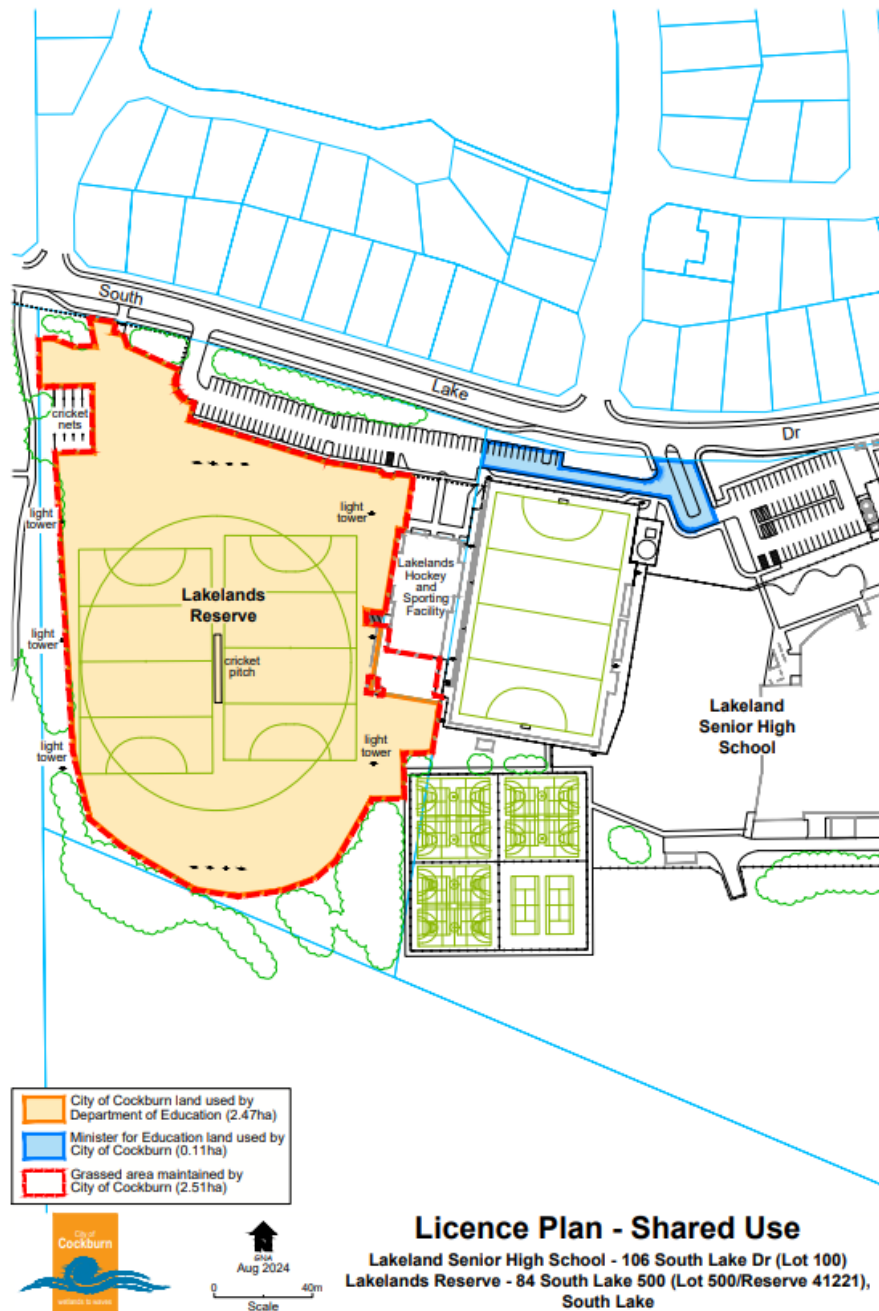 South
Lake
Dr
cricket
nets
light
tower
light
tower
Lakelands
Reserve
Lakelands
Hockey
and
Sporting
Facility
light
tower
cricket
pitch
Lakeland
Senior High
School
light
tower
light
tower
City of Cockburn land used by
Department of Education (2.47ha)
Minister for Education land used by
City of Cockburn (0.11ha)
Grassed area maintained by
City of Cockburn (2.51ha)
City of
Cockburn
wetlands to waves
N
GNA
Aug 2024
0 40m
Scale
Licence Plan - Shared Use
Lakeland Senior High School - 106 South Lake Dr (Lot 100)
Lakelands Reserve - 84 South Lake 500 (Lot 500/Reserve 41221),
South Lake